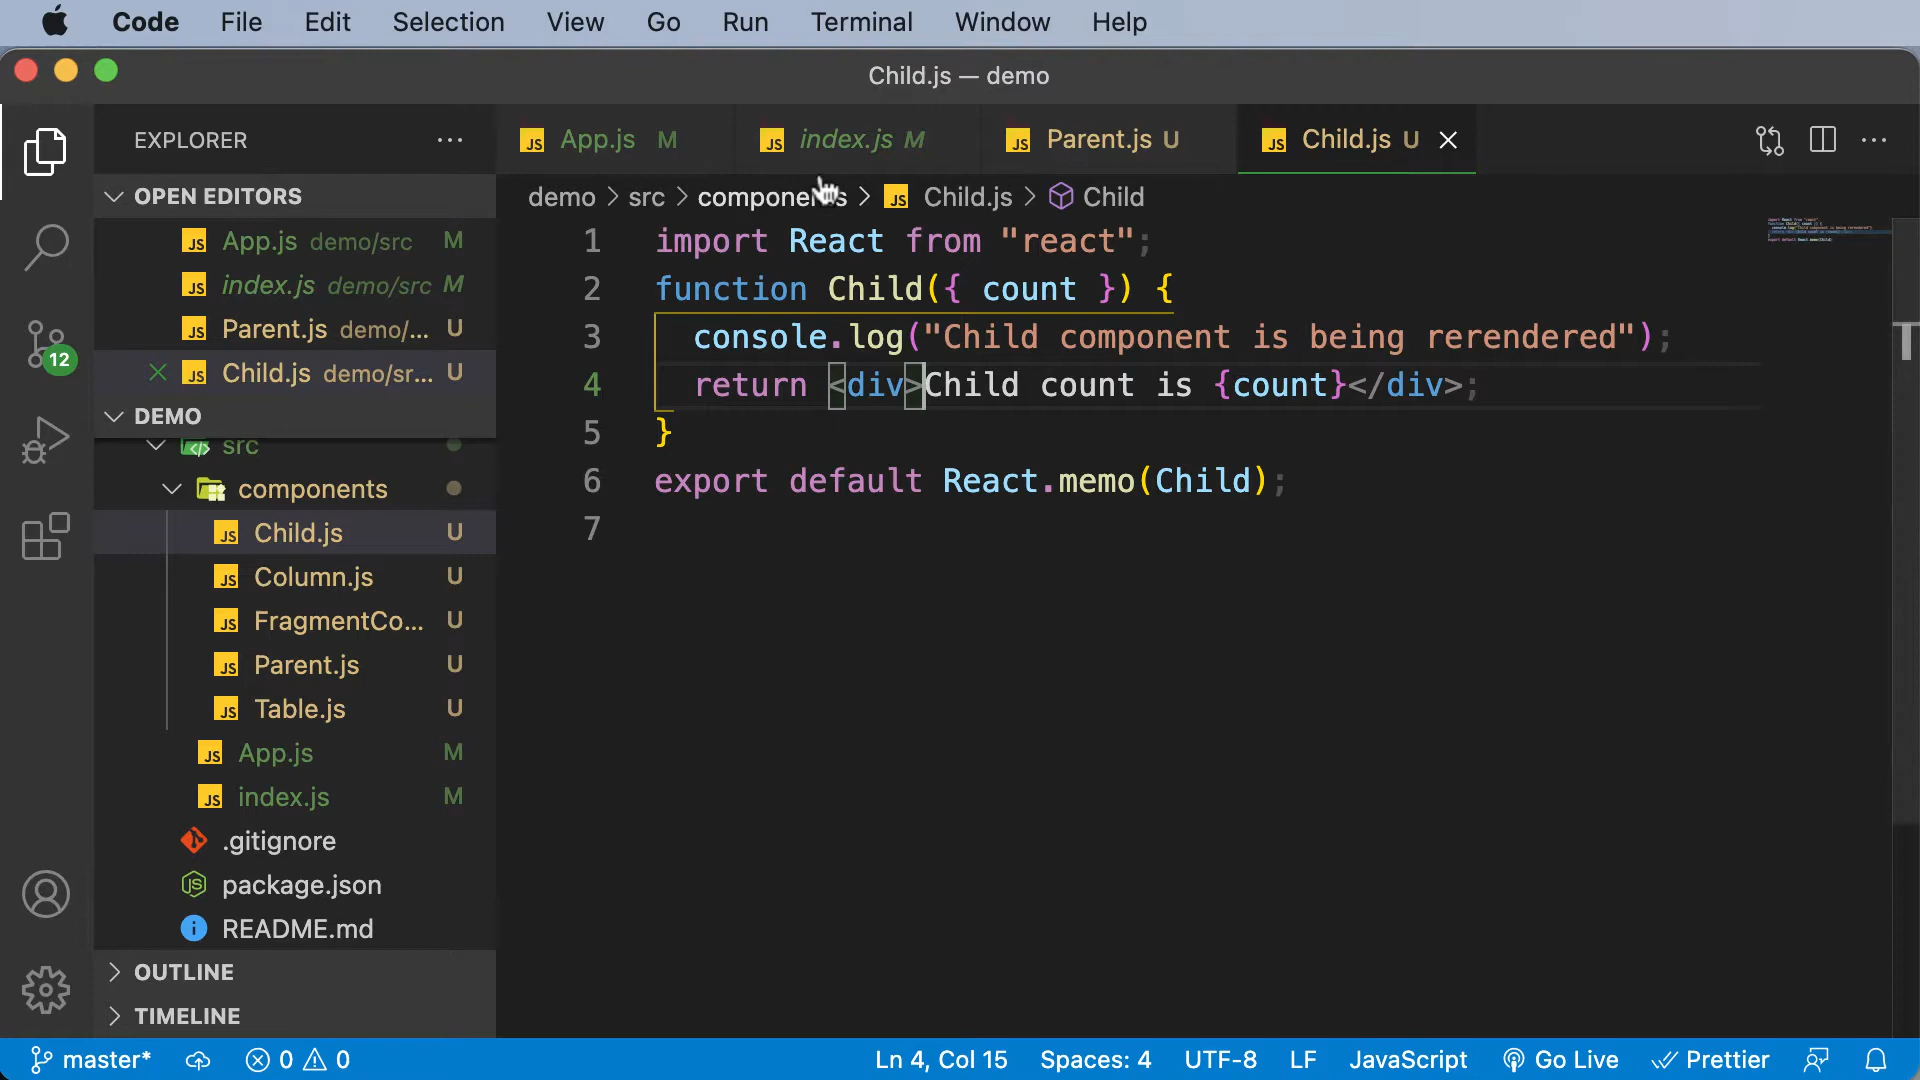 Code File Edit Selection View Go Run Terminal Window Help
Child.js — demo
EXPLORER
App.js M
index.js M
Parent.js U
Child.js U
OPEN EDITORS
App.js demo/src M
index.js demo/src M
Parent.js demo/... U
Child.js demo/sr... U
DEMO
src
components
Child.js U
Column.js U
FragmentCo... U
Parent.js U
Table.js U
App.js M
index.js M
.gitignore
package.json
README.md
OUTLINE
TIMELINE
12
demo > src > components > Child.js > Child
1 import React from "react";
2 function Child({ count }) {
3 console.log("Child component is being rerendered");
4 return <div>Child count is {count}</div>;
5 }
6 export default React.memo(Child);
7
master* 0 0 Ln 4, Col 15 Spaces: 4 UTF-8 LF JavaScript Go Live Prettier